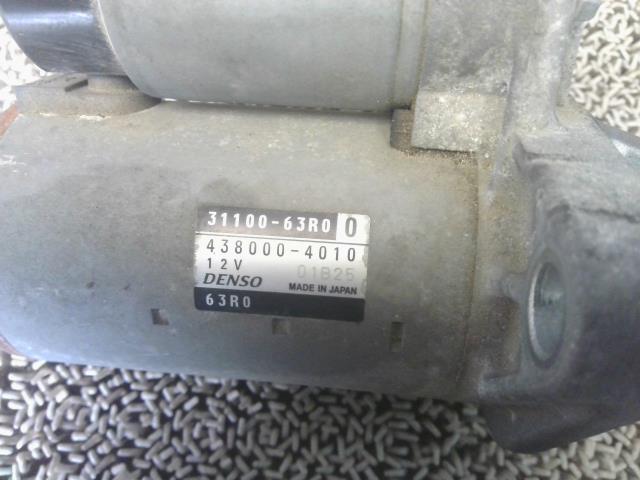 31100-63R0 0
438000-4010
12V 01B25
DENSO MADE IN JAPAN
63R0